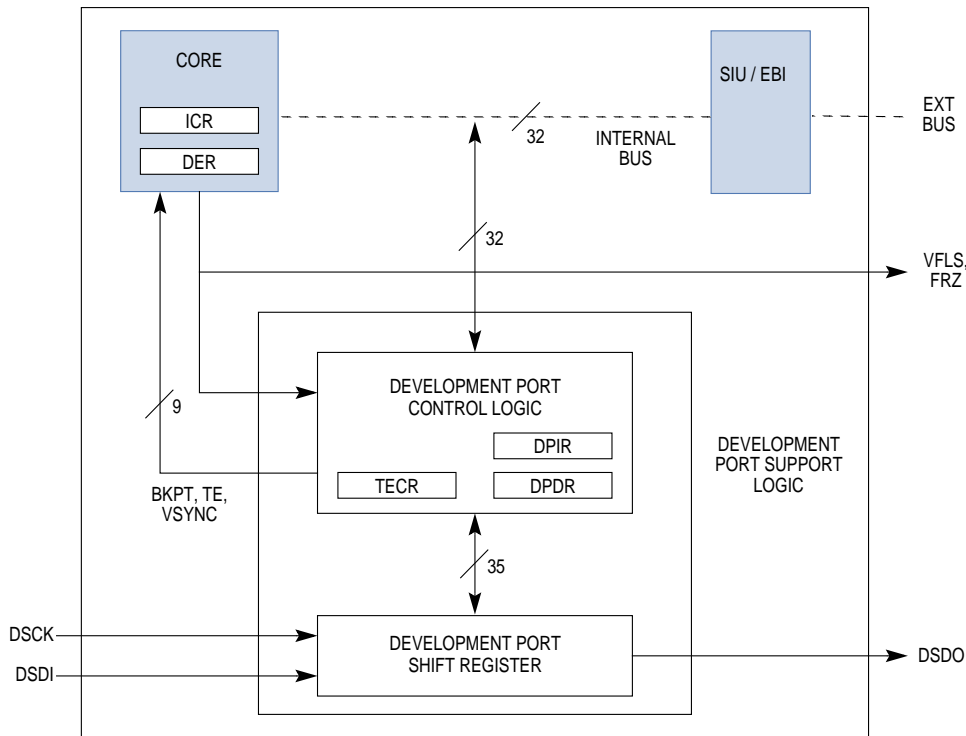 CORE
SIU / EBI
ICR
DER
32
INTERNAL
BUS
EXT
BUS
32
VFLS,
FRZ
DEVELOPMENT PORT
CONTROL LOGIC
9
DPIR
TECR
DPDR
DEVELOPMENT
PORT SUPPORT
LOGIC
BKPT, TE,
VSYNC
35
DSCK
DSDI
DEVELOPMENT PORT
SHIFT REGISTER
DSDO